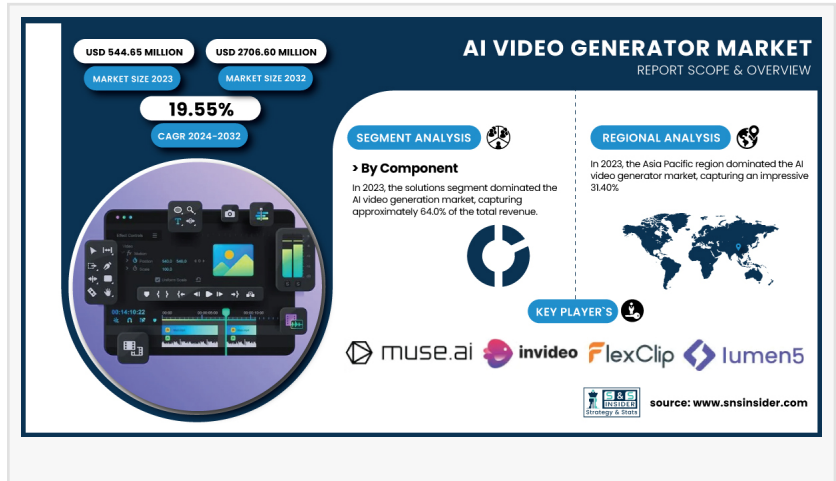 USD 544.65 MILLION
MARKET SIZE 2023
USD 2706.60 MILLION
MARKET SIZE 2032
19.55%
CAGR 2024-2032
AI VIDEO GENERATOR MARKET
REPORT SCOPE & OVERVIEW
SEGMENT ANALYSIS
> By Component
In 2023, the solutions segment dominated the
AI video generation market, capturing
approximately 64.0% of the total revenue.
REGIONAL ANALYSIS
In 2023, the Asia Pacific region dominated the AI
video generator market, capturing an impressive
31.40%
00:14:10:22
KEY PLAYER`S
muse.ai
invideo
FlexClip
lumen5
S&S
INSIDER
Strategy & Stats
source: www.snsinsider.com